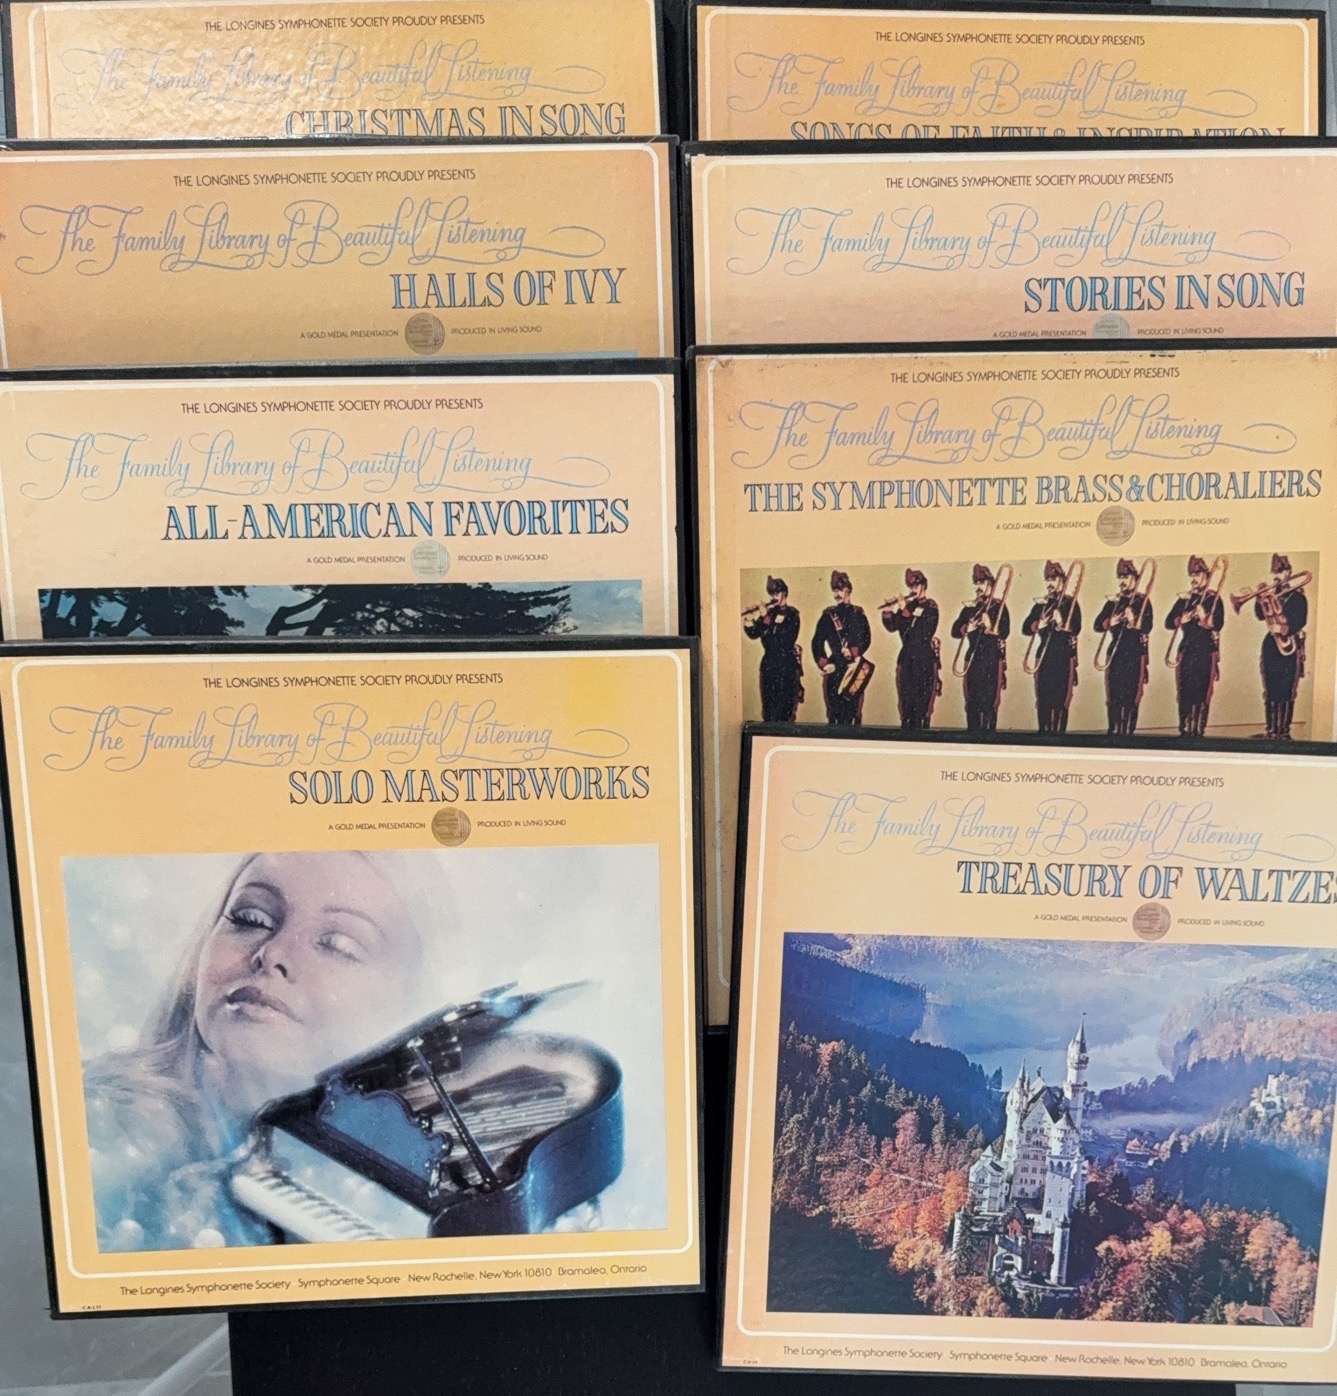 THE LONGINES SYMPHONETTE SOCIETY PROUDLY PRESENTS
The Family Library of Beautiful Listening
CHRISTMAS IN SONG
THE LONGINES SYMPHONETTE SOCIETY PROUDLY PRESENTS
The Family Library of Beautiful Listening
SONGS OF FAITH & INSPIRATION
THE LONGINES SYMPHONETTE SOCIETY PROUDLY PRESENTS
The Family Library of Beautiful Listening
HALLS OF IVY
A GOLD MEDAL PRESENTATION PRODUCED IN LIVING SOUND
THE LONGINES SYMPHONETTE SOCIETY PROUDLY PRESENTS
The Family Library of Beautiful Listening
STORIES IN SONG
A GOLD MEDAL PRESENTATION PRODUCED IN LIVING SOUND
THE LONGINES SYMPHONETTE SOCIETY PROUDLY PRESENTS
The Family Library of Beautiful Listening
ALL-AMERICAN FAVORITES
A GOLD MEDAL PRESENTATION PRODUCED IN LIVING SOUND
THE LONGINES SYMPHONETTE SOCIETY PROUDLY PRESENTS
The Family Library of Beautiful Listening
THE SYMPHONETTE BRASS & CHORALIERS
A GOLD MEDAL PRESENTATION PRODUCED IN LIVING SOUND
THE LONGINES SYMPHONETTE SOCIETY PROUDLY PRESENTS
The Family Library of Beautiful Listening
SOLO MASTERWORKS
A GOLD MEDAL PRESENTATION PRODUCED IN LIVING SOUND
The Longines Symphonette Society Symphonette Square New Rochelle, New York 10810 Bramalea, Ontario
THE LONGINES SYMPHONETTE SOCIETY PROUDLY PRESENTS
The Family Library of Beautiful Listening
TREASURY OF WALTZES
A GOLD MEDAL PRESENTATION PRODUCED IN LIVING SOUND
The Longines Symphonette Society Symphonette Square New Rochelle, New York 10810 Bramalea, Ontario